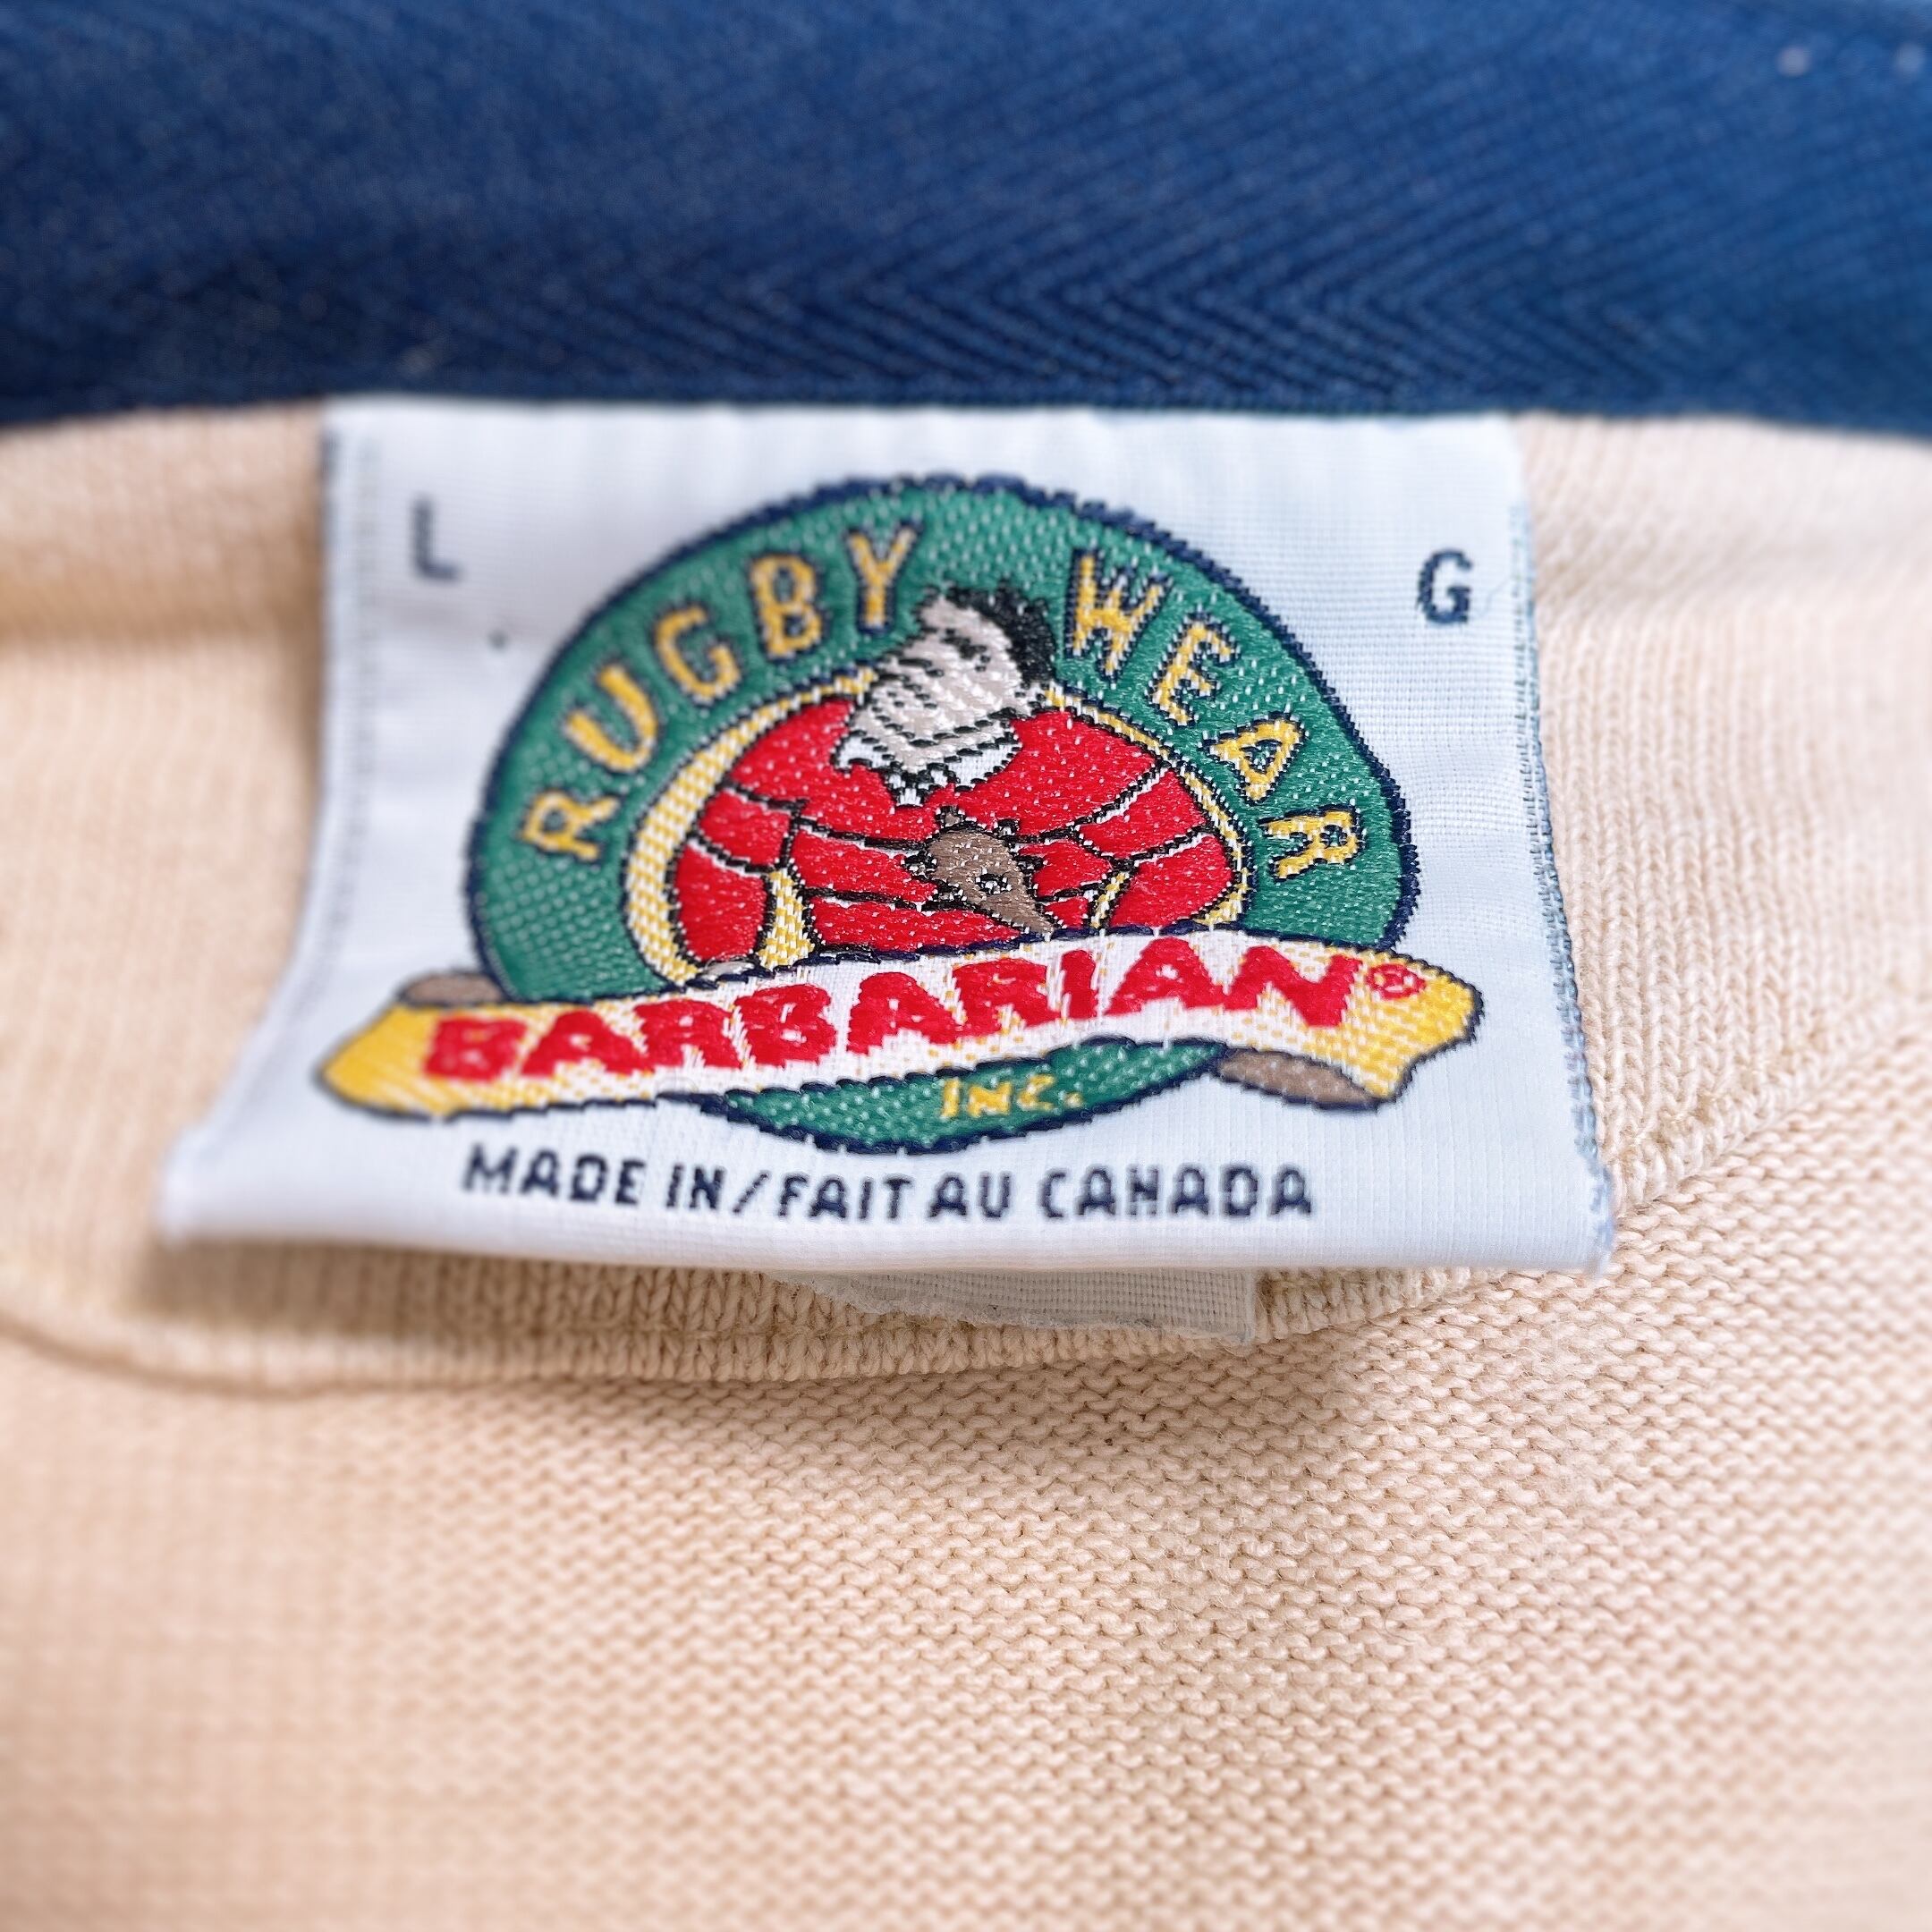 L
G
RUGBY WEAR
BARBARIAN®
INC.
MADE IN/FAIT AU CANADA